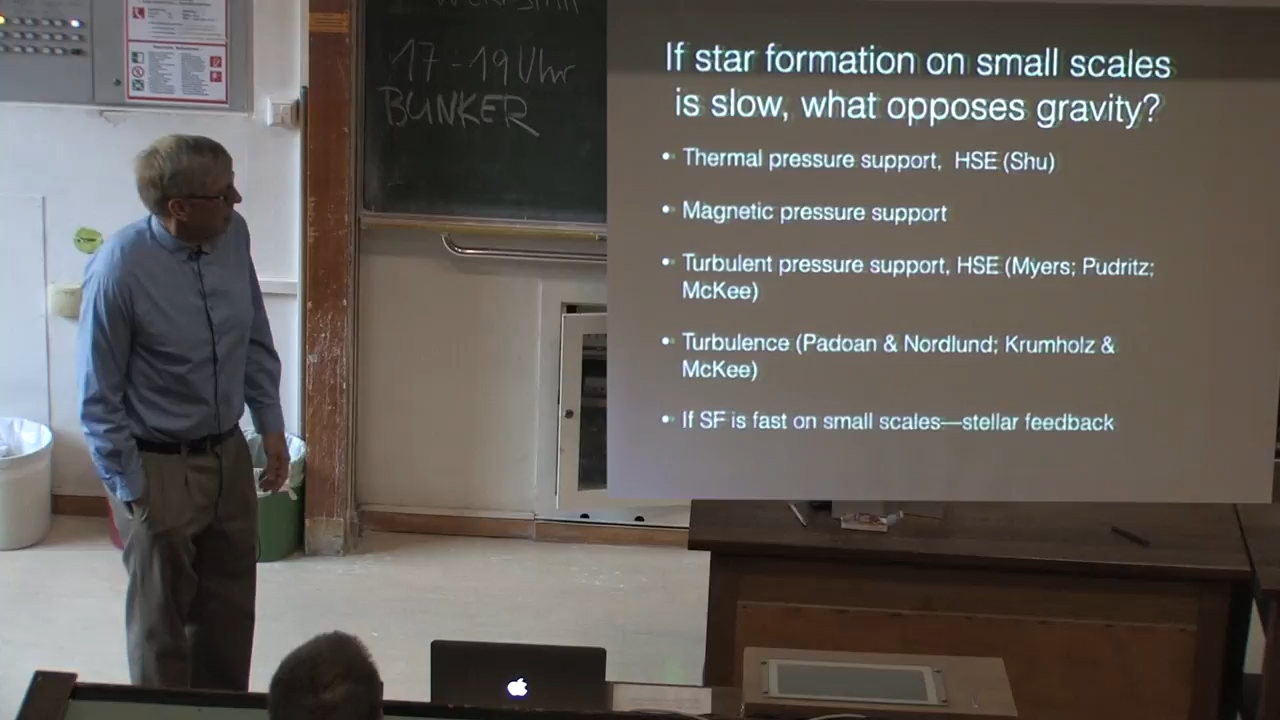 17-19 Uhr
BUNKER
If star formation on small scales
is slow, what opposes gravity?
• Thermal pressure support, HSE (Shu)
• Magnetic pressure support
• Turbulent pressure support, HSE (Myers; Pudritz;
McKee)
• Turbulence (Padoan & Nordlund; Krumholz &
McKee)
• If SF is fast on small scales—stellar feedback